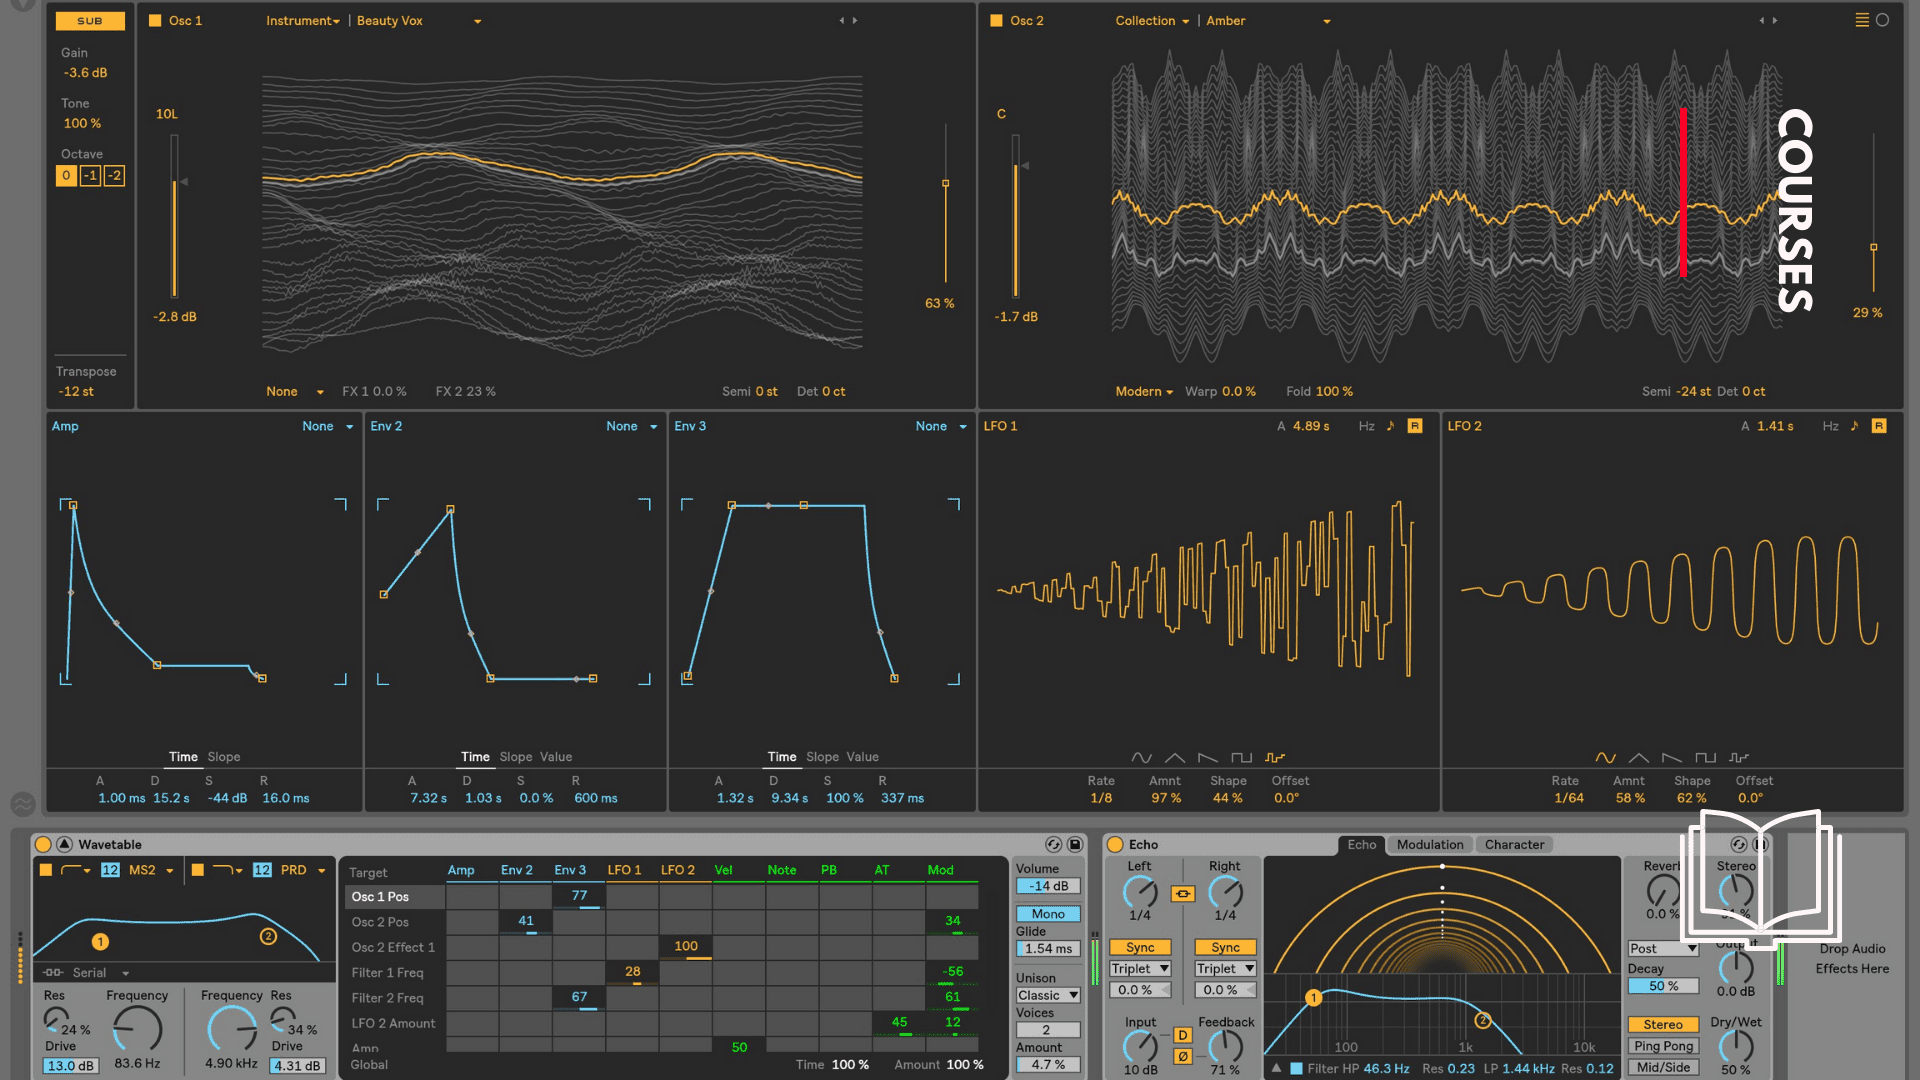 SUB
Gain
-3.6 dB
Tone
100 %
Octave
0 -1 -2
Transpose
-12 st
Osc 1 Instrument Beauty Vox
10L
-2.8 dB
63 %
None FX 1 0.0 % FX 2 23 % Semi 0 st Det 0 ct
Osc 2 Collection Amber
C
-1.7 dB
COURSES
29 %
Modern Warp 0.0 % Fold 100 % Semi -24 st Det 0 ct
Amp None
Time Slope
A D S R
1.00 ms 15.2 s -44 dB 16.0 ms
Env 2 None
Time Slope Value
A D S R
7.32 s 1.03 s 0.0 % 600 ms
Env 3 None
Time Slope Value
A D S R
1.32 s 9.34 s 100 % 337 ms
LFO 1 A 4.89 s Hz R
Rate Amnt Shape Offset
1/8 97 % 44 % 0.0°
LFO 2 A 1.41 s Hz R
Rate Amnt Shape Offset
1/64 58 % 62 % 0.0°
Wavetable
12 MS2 12 PRD
1 2
Serial
Res Frequency Frequency Res
24 % 34 %
Drive Drive
13.0 dB 83.6 Hz 4.90 kHz 4.31 dB
Target Amp Env 2 Env 3 LFO 1 LFO 2 Vel Note PB AT Mod
Osc 1 Pos 77
Osc 2 Pos 41 34
Osc 2 Effect 1 100
Filter 1 Freq 28 -56
Filter 2 Freq 67 61
LFO 2 Amount 45 12
Amp 50
Global Time 100 % Amount 100 %
Volume
-14 dB
Mono
Glide
1.54 ms
Unison
Classic
Voices
2
Amount
4.7 %
Echo
Left Right
1/4 1/4
Sync Sync
Triplet Triplet
0.0 % 0.0 %
Input Feedback
D
Ø
10 dB 71 %
Echo Modulation Character
1 2
100 1k 10k
Filter HP 46.3 Hz Res 0.23 LP 1.44 kHz Res 0.12
Reverb Stereo
0.0 %
Post Output
Decay
50 % 0.0 dB
Stereo Dry/Wet
Ping Pong
Mid/Side 50 %
Drop Audio
Effects Here